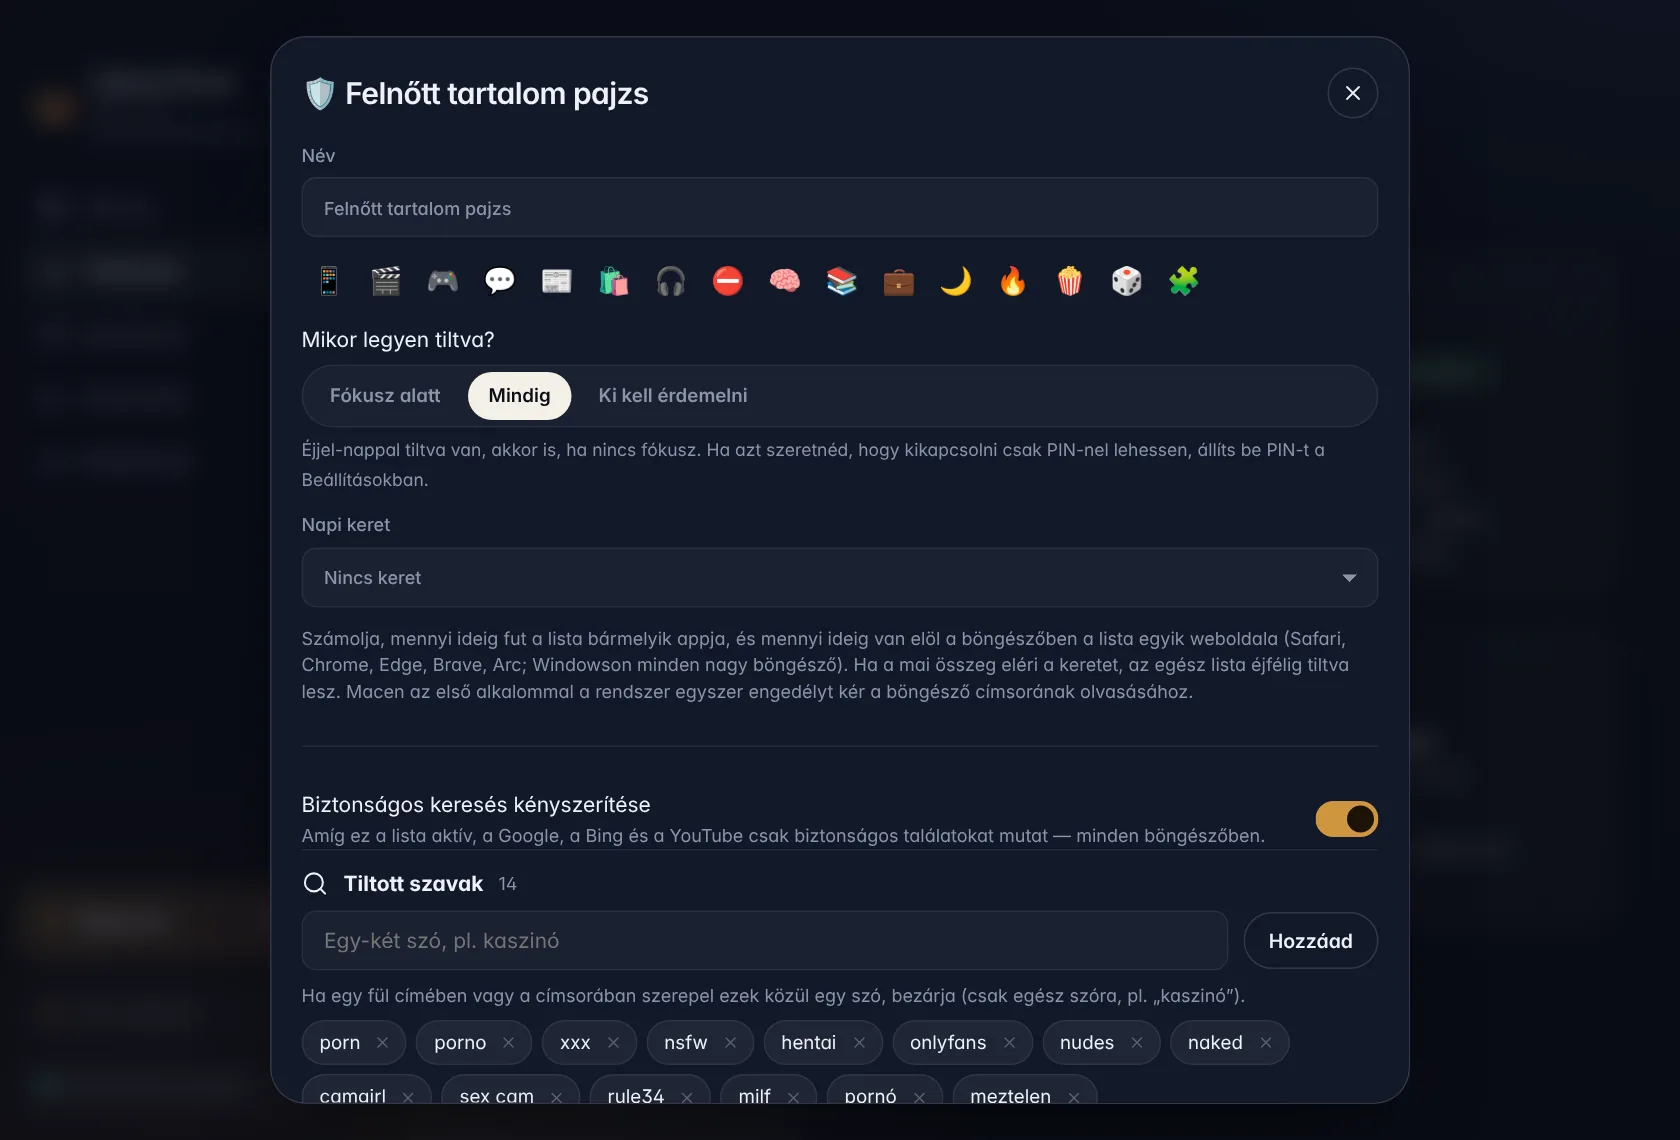 Felnőtt tartalom pajzs
Név
Felnőtt tartalom pajzs
Mikor legyen tiltva?
Fókusz alatt
Mindig
Ki kell érdemelni
Éjjel-nappal tiltva van, akkor is, ha nincs fókusz. Ha azt szeretnéd, hogy kikapcsolni csak PIN-nel lehessen, állíts be PIN-t a
Beállításokban.
Napi keret
Nincs keret
Számolja, mennyi ideig fut a lista bármelyik appja, és mennyi ideig van elöl a böngészőben a lista egyik weboldala (Safari,
Chrome, Edge, Brave, Arc; Windowson minden nagy böngésző). Ha a mai összeg eléri a keretet, az egész lista éjfélig tiltva
lesz. Macen az első alkalommal a rendszer egyszer engedélyt kér a böngésző címsorának olvasásához.
Biztonságos keresés kényszerítése
Amíg ez a lista aktív, a Google, a Bing és a YouTube csak biztonságos találatokat mutat — minden böngészőben.
Tiltott szavak 14
Egy-két szó, pl. kaszinó
Hozzáad
Ha egy fül címében vagy a címsorában szerepel ezek közül egy szó, bezárja (csak egész szóra, pl. „kaszinó”).
porn porno xxx nsfw hentai onlyfans nudes naked
camgirl sex cam rule34 milf pornó meztelen